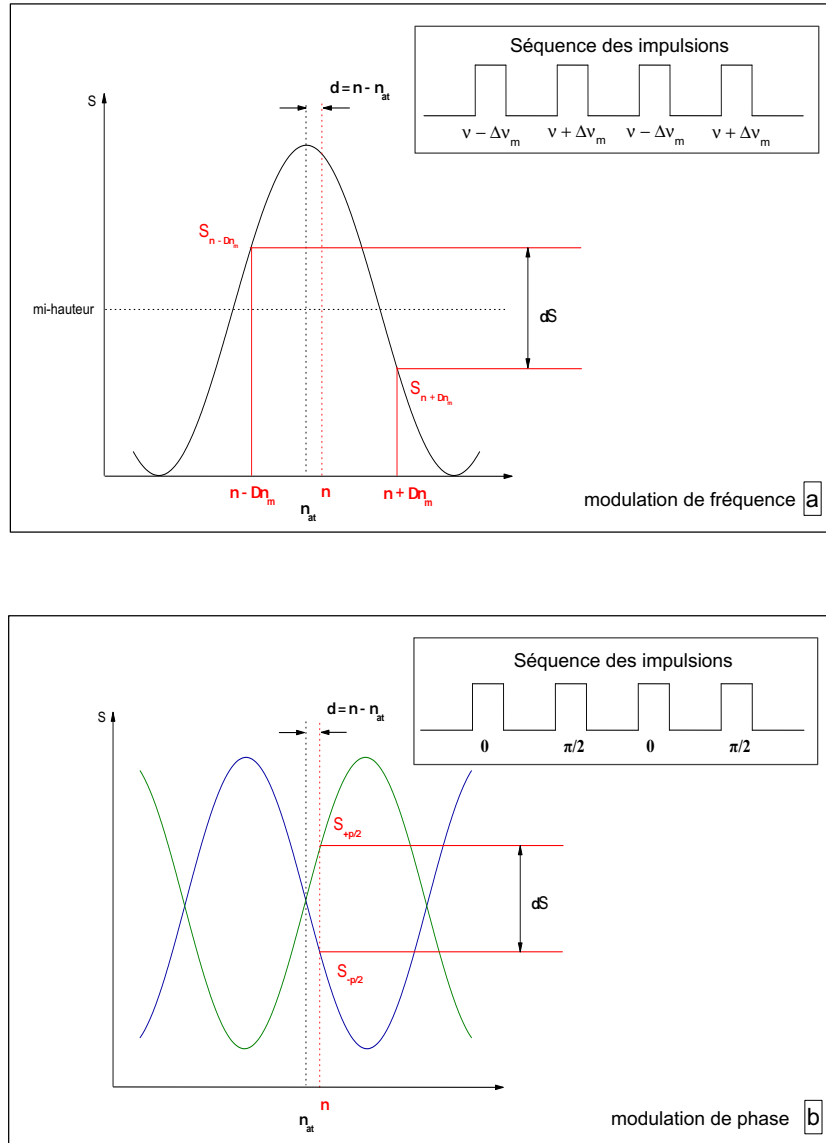 Séquence des impulsions
ν − Δν_m ν + Δν_m ν − Δν_m ν + Δν_m
d = n - n_at
S
S_n - Dn_m
mi-hauteur
dS
S_n + Dn_m
n - Dn_m n n + Dn_m
n_at
modulation de fréquence a
Séquence des impulsions
0 π/2 0 π/2
d = n - n_at
S
S_+p/2
dS
S_-p/2
n
n_at
modulation de phase b